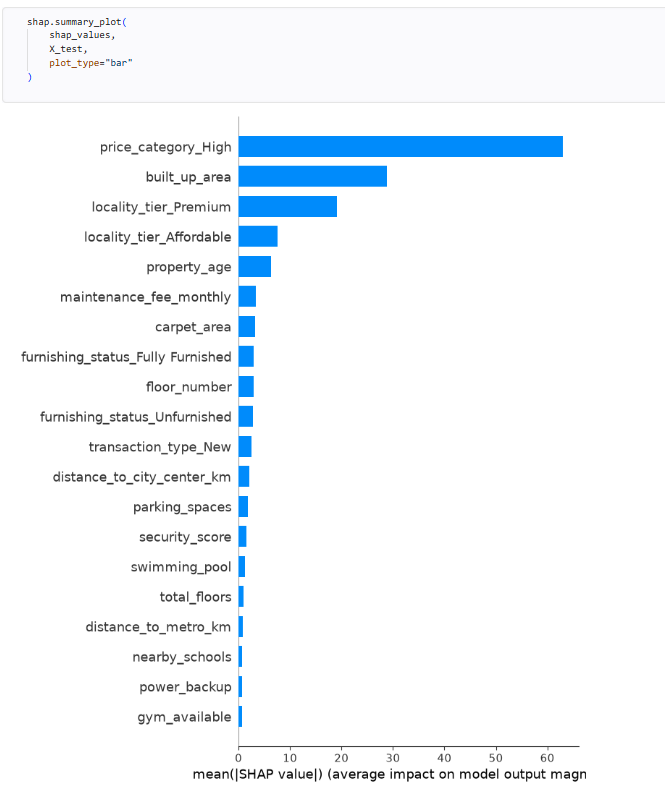 shap.summary_plot(
shap_values,
X_test,
plot_type="bar"
)
price_category_High
built_up_area
locality_tier_Premium
locality_tier_Affordable
property_age
maintenance_fee_monthly
carpet_area
furnishing_status_Fully Furnished
floor_number
furnishing_status_Unfurnished
transaction_type_New
distance_to_city_center_km
parking_spaces
security_score
swimming_pool
total_floors
distance_to_metro_km
nearby_schools
power_backup
gym_available
0 10 20 30 40 50 60
mean(|SHAP value|) (average impact on model output magn